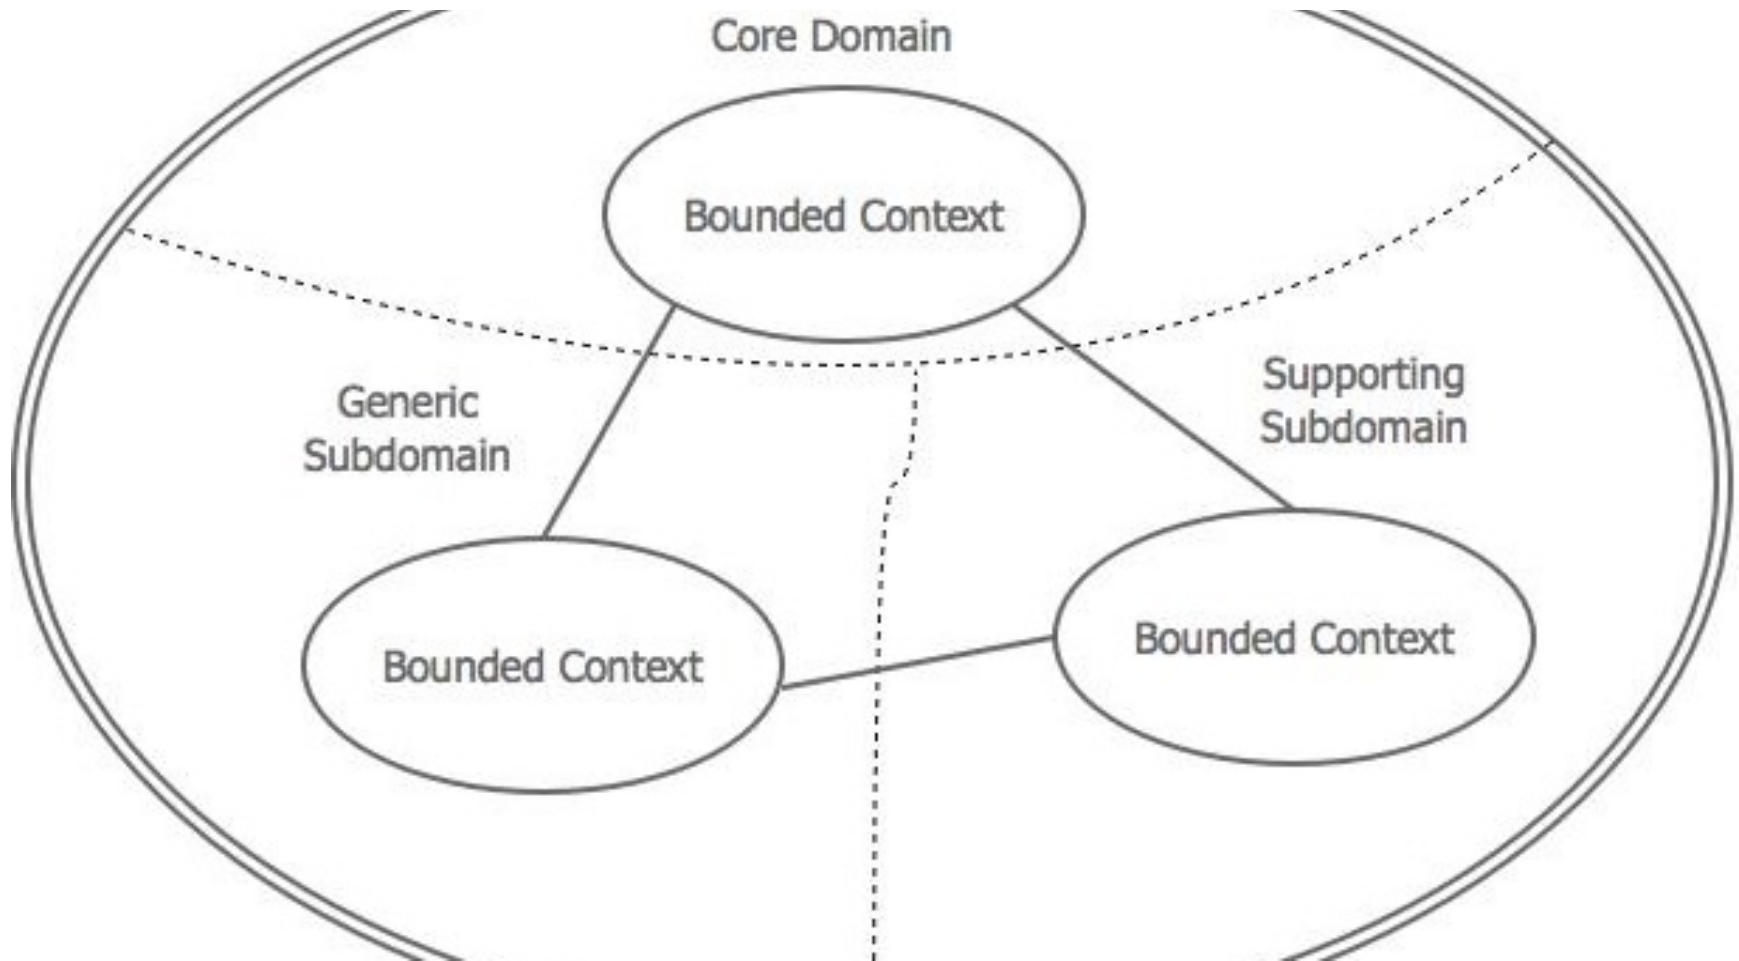 Core Domain
Bounded Context
Generic
Subdomain
Supporting
Subdomain
Bounded Context
Bounded Context